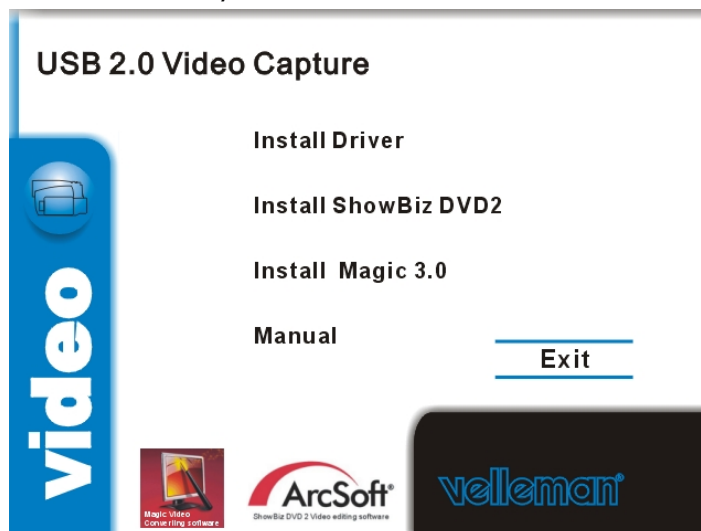 USB 2.0 Video Capture
Install Driver
Install ShowBiz DVD2
Install Magic 3.0
Manual
Exit
video
Magic Video
Converling software
ArcSoft®
ShowBiz DVD 2 Video editing software
velleman®